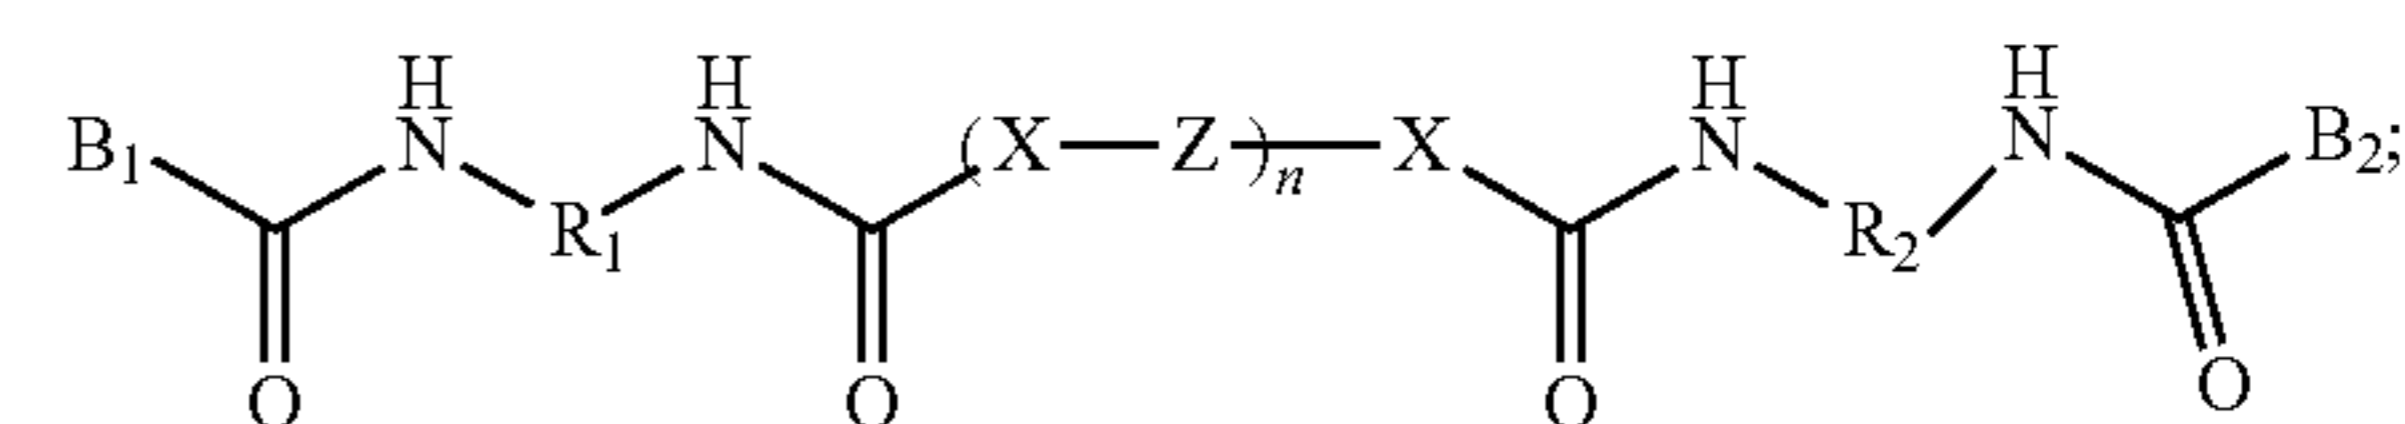 H H H H
B1 N N (X—Z)n—X N N B2;
R1 R2
O O O O